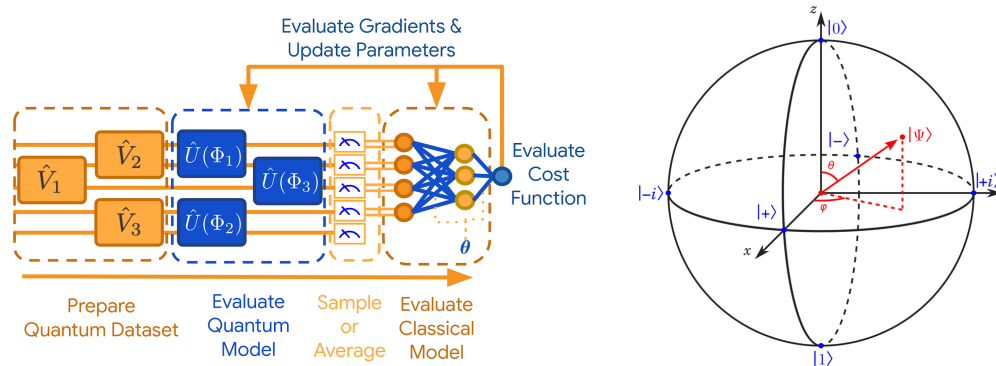 Evaluate Gradients &
Update Parameters
V̂₁
V̂₂
V̂₃
Û(Φ₁)
Û(Φ₂)
Û(Φ₃)
Evaluate
Cost
Function
θ
Prepare
Quantum Dataset
Evaluate
Quantum
Model
Sample
or
Average
Evaluate
Classical
Model
z
|0⟩
|−⟩
|Ψ⟩
θ
|−i⟩
|+i⟩
|+⟩
φ
x
|1⟩